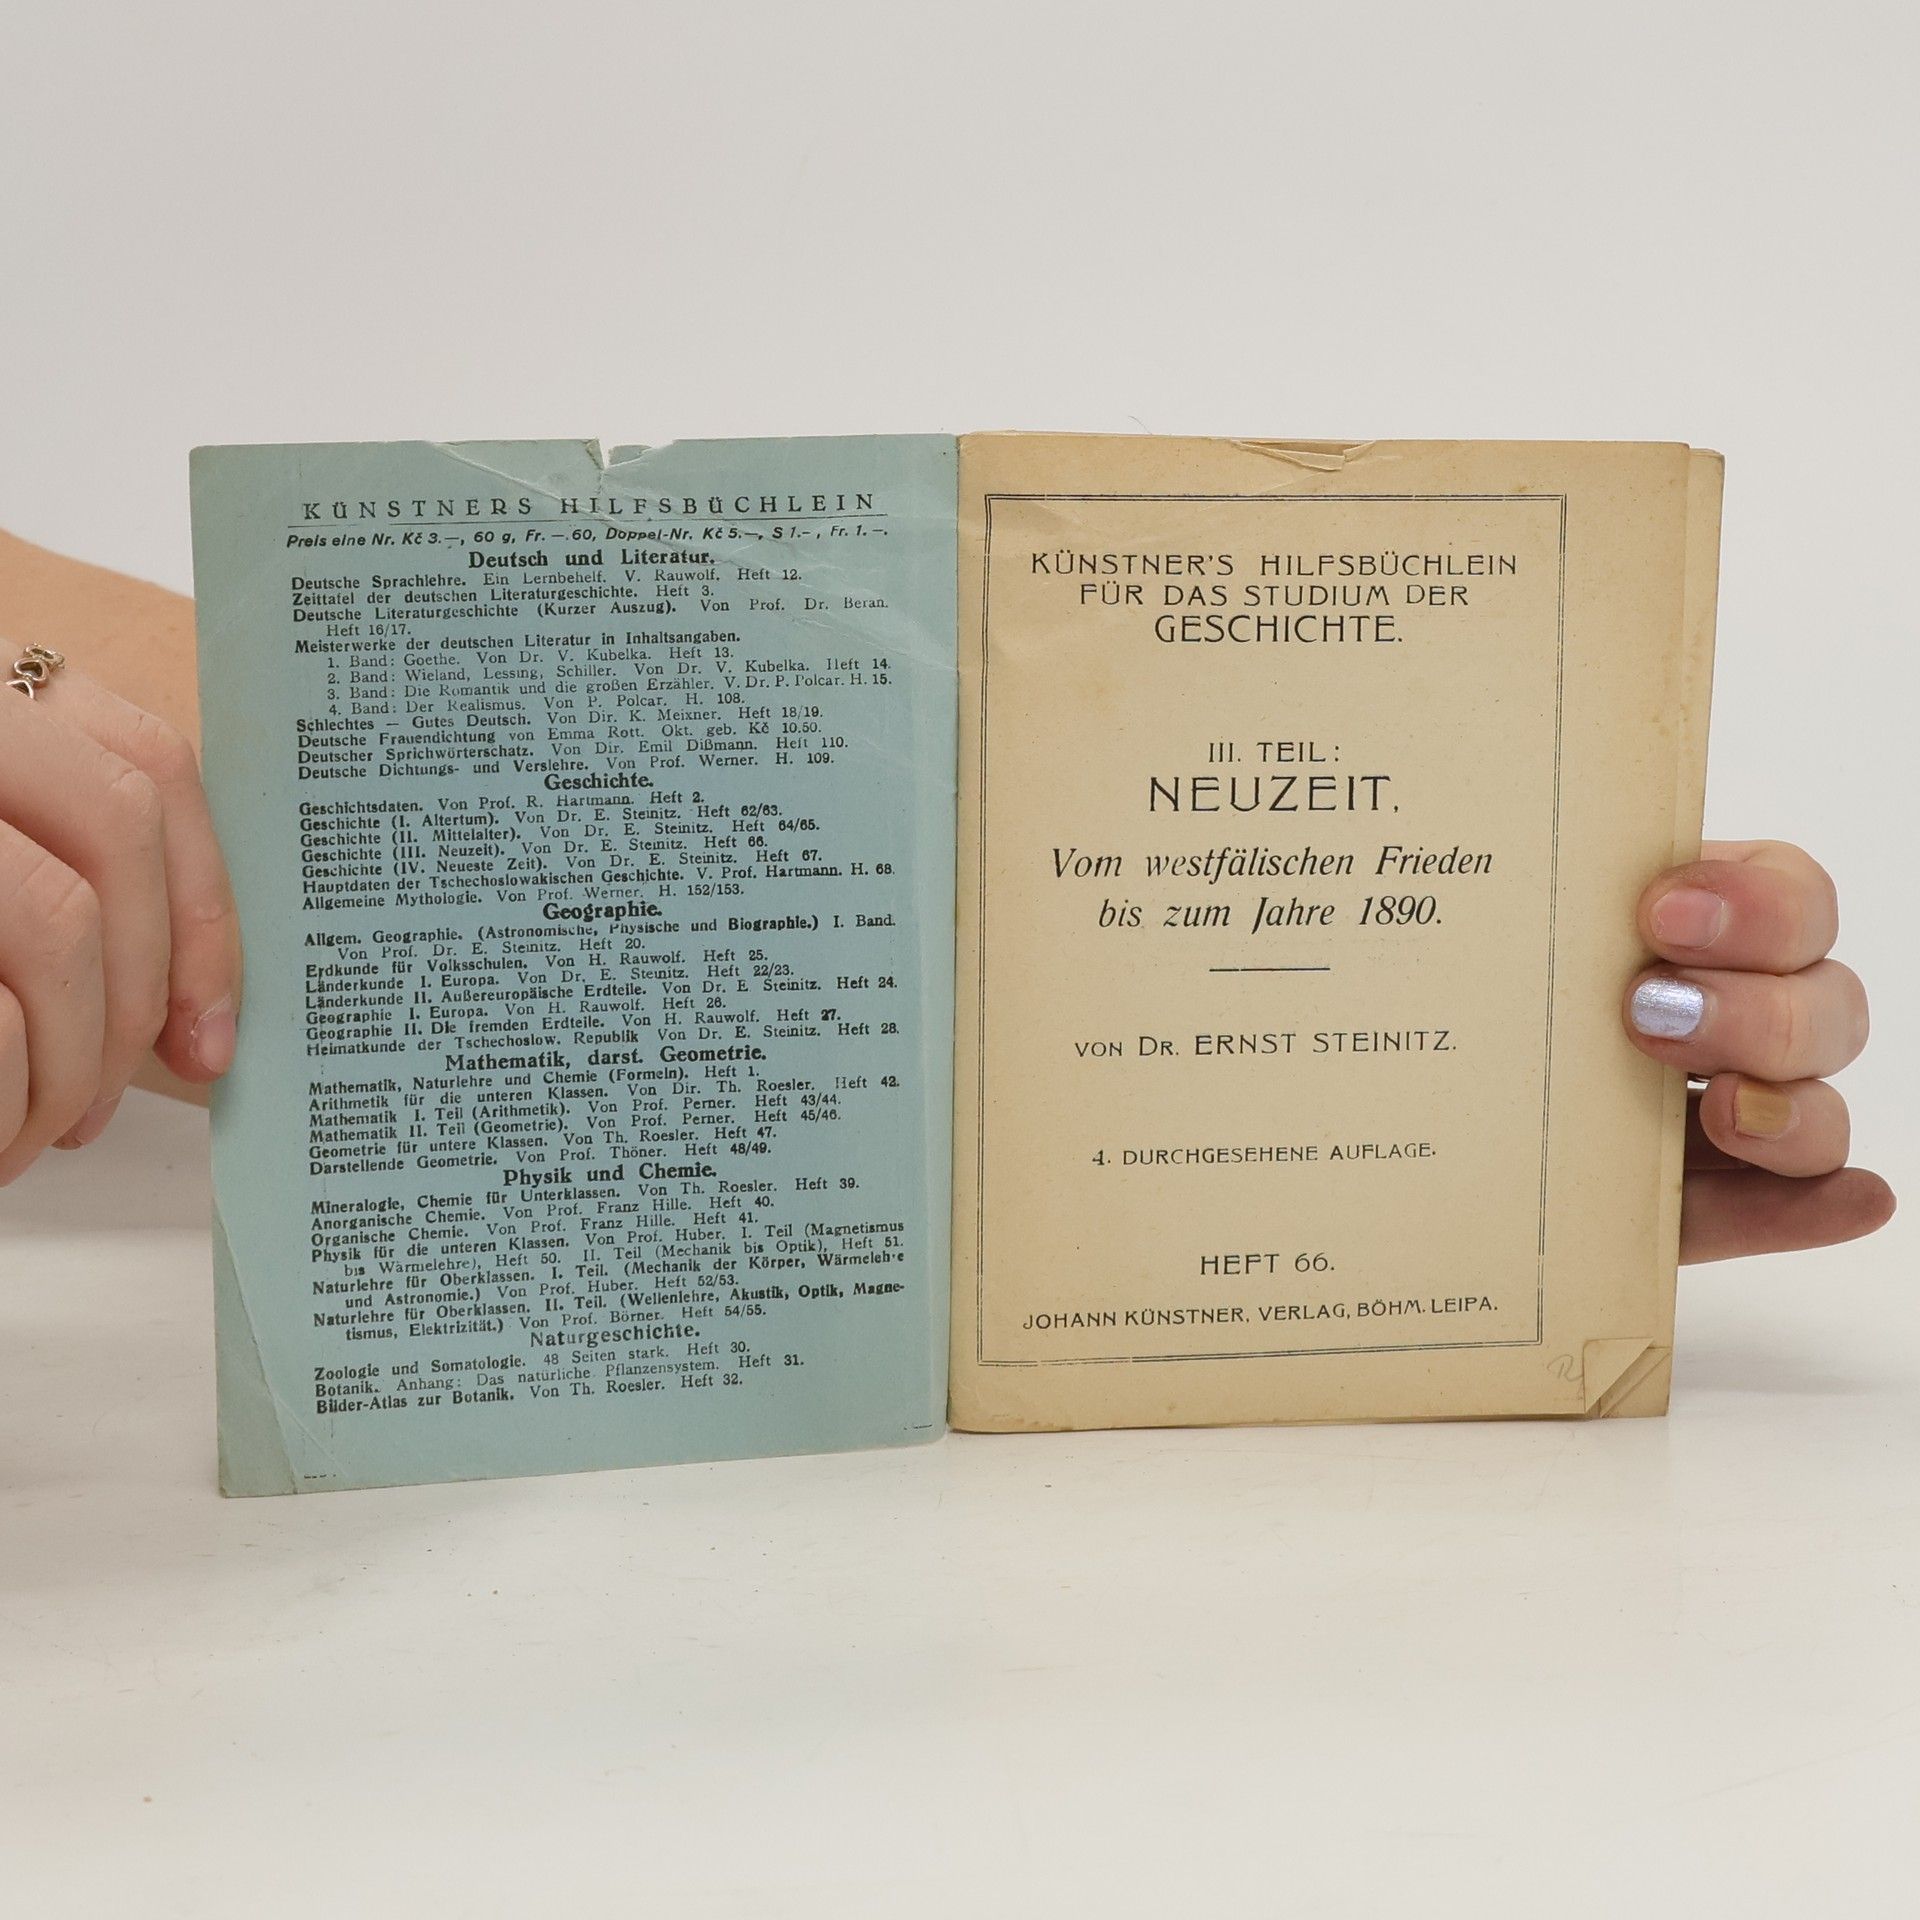 KÜNSTNERS HILFSBÜCHLEIN
Preis eine Nr. Kč 3.—, 60 g, Fr. —.60, Doppel-Nr. Kč 5.—, S 1.-, Fr. 1.—.
Deutsch und Literatur.
Deutsche Sprachlehre. Ein Lernbehelf. V. Rauwolf. Heft 12.
Zeittafel der deutschen Literaturgeschichte. Heft 3.
Deutsche Literaturgeschichte (Kurzer Auszug). Von Prof. Dr. Beran.
Heft 16/17.
Meisterwerke der deutschen Literatur in Inhaltsangaben.
1. Band: Goethe. Von Dr. V. Kubelka. Heft 13.
2. Band: Wieland, Lessing, Schiller. Von Dr. V. Kubelka. Heft 14.
3. Band: Die Romantik und die großen Erzähler. V. Dr. P. Polcar. H. 15.
4. Band: Der Realismus. Von P. Polcar. H. 108.
Schlechtes — Gutes Deutsch. Von Dir. K. Meixner. Heft 18/19.
Deutsche Frauendichtung von Emma Rott. Okt. geb. Kč 10.50.
Deutscher Sprichwörterschatz. Von Dir. Emil Dißmann. Heft 110.
Deutsche Dichtungs- und Verslehre. Von Prof. Werner. H. 109.
Geschichte.
Geschichtsdaten. Von Prof. R. Hartmann. Heft 2.
Geschichte (I. Altertum). Von Dr. E. Steinitz. Heft 62/63.
Geschichte (II. Mittelalter). Von Dr. E. Steinitz. Heft 64/65.
Geschichte (III. Neuzeit). Von Dr. E. Steinitz. Heft 66.
Geschichte (IV. Neueste Zeit). Von Dr. E. Steinitz. Heft 67.
Hauptdaten der Tschechoslowakischen Geschichte. V. Prof. Hartmann. H. 68.
Allgemeine Mythologie. Von Prof. Werner. H. 152/153.
Geographie.
Allgem. Geographie. (Astronomische, Physische und Biographie.) I. Band.
Von Prof. Dr. E. Steinitz. Heft 20.
Erdkunde für Volksschulen. Von H. Rauwolf. Heft 25.
Länderkunde I. Europa. Von Dr. E. Steinitz. Heft 22/23.
Länderkunde II. Außereuropäische Erdteile. Von Dr. E Steinitz. Heft 24.
Geographie I. Europa. Von H. Rauwolf. Heft 26.
Geographie II. Die fremden Erdteile. Von H. Rauwolf. Heft 27.
Heimatkunde der Tschechoslow. Republik Von Dr. E. Steinitz. Heft 28.
Mathematik, darst. Geometrie.
Mathematik, Naturlehre und Chemie (Formeln). Heft 1.
Arithmetik für die unteren Klassen. Von Dir. Th. Roesler. Heft 42.
Mathematik I. Teil (Arithmetik). Von Prof. Perner. Heft 43/44.
Mathematik II. Teil (Geometrie). Von Prof. Perner. Heft 45/46.
Geometrie für untere Klassen. Von Th. Roesler. Heft 47.
Darstellende Geometrie. Von Prof. Thöner. Heft 48/49.
Physik und Chemie.
Mineralogie, Chemie für Unterklassen. Von Th. Roesler. Heft 39.
Anorganische Chemie. Von Prof. Franz Hille. Heft 40.
Organische Chemie. Von Prof. Franz Hille. Heft 41.
Physik für die unteren Klassen. Von Prof. Huber. I. Teil (Magnetismus
bis Wärmelehre), Heft 50. II. Teil (Mechanik bis Optik), Heft 51.
Naturlehre für Oberklassen. I. Teil. (Mechanik der Körper, Wärmelehre
und Astronomie.) Von Prof. Huber. Heft 52/53.
Naturlehre für Oberklassen. II. Teil. (Wellenlehre, Akustik, Optik, Magne-
tismus, Elektrizität.) Von Prof. Börner. Heft 54/55.
Naturgeschichte.
Zoologie und Somatologie. 48 Seiten stark. Heft 30.
Botanik. Anhang: Das natürliche Pflanzensystem. Heft 31.
Bilder-Atlas zur Botanik. Von Th. Roesler. Heft 32.
KÜNSTNER'S HILFSBÜCHLEIN
FÜR DAS STUDIUM DER
GESCHICHTE.
III. TEIL:
NEUZEIT,
Vom westfälischen Frieden
bis zum Jahre 1890.
VON DR. ERNST STEINITZ.
4. DURCHGESEHENE AUFLAGE.
HEFT 66.
JOHANN KÜNSTNER, VERLAG, BÖHM. LEIPA.